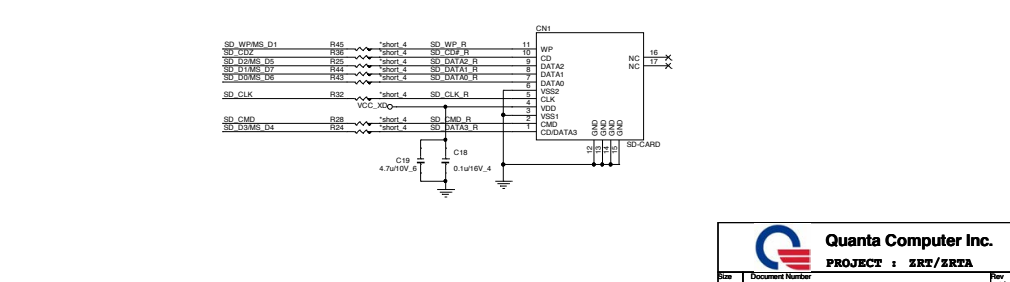 CN1
SD_WP/MS_D1 R45 *short_4 SD_WP_R 11 WP
SD_CDZ R36 *short_4 SD_CD#_R 10 CD NC 16
SD_D2/MS_D5 R25 *short_4 SD_DATA2_R 9 DATA2 NC 17
SD_D1/MS_D7 R44 *short_4 SD_DATA1_R 8 DATA1
SD_D0/MS_D6 R43 *short_4 SD_DATA0_R 7 DATA0
6 VSS2
SD_CLK R32 *short_4 SD_CLK_R 5 CLK
VCC_XD 4 VDD
3 VSS1
SD_CMD R28 *short_4 SD_CMD_R 2 CMD
SD_D3/MS_D4 R24 *short_4 SD_DATA3_R 1 CD/DATA3
GND GND GND GND
12 13 14 15
SD-CARD
C19
4.7u/10V_6
C18
0.1u/16V_4
Quanta Computer Inc.
PROJECT : ZRT/ZRTA
Size Document Number Rev